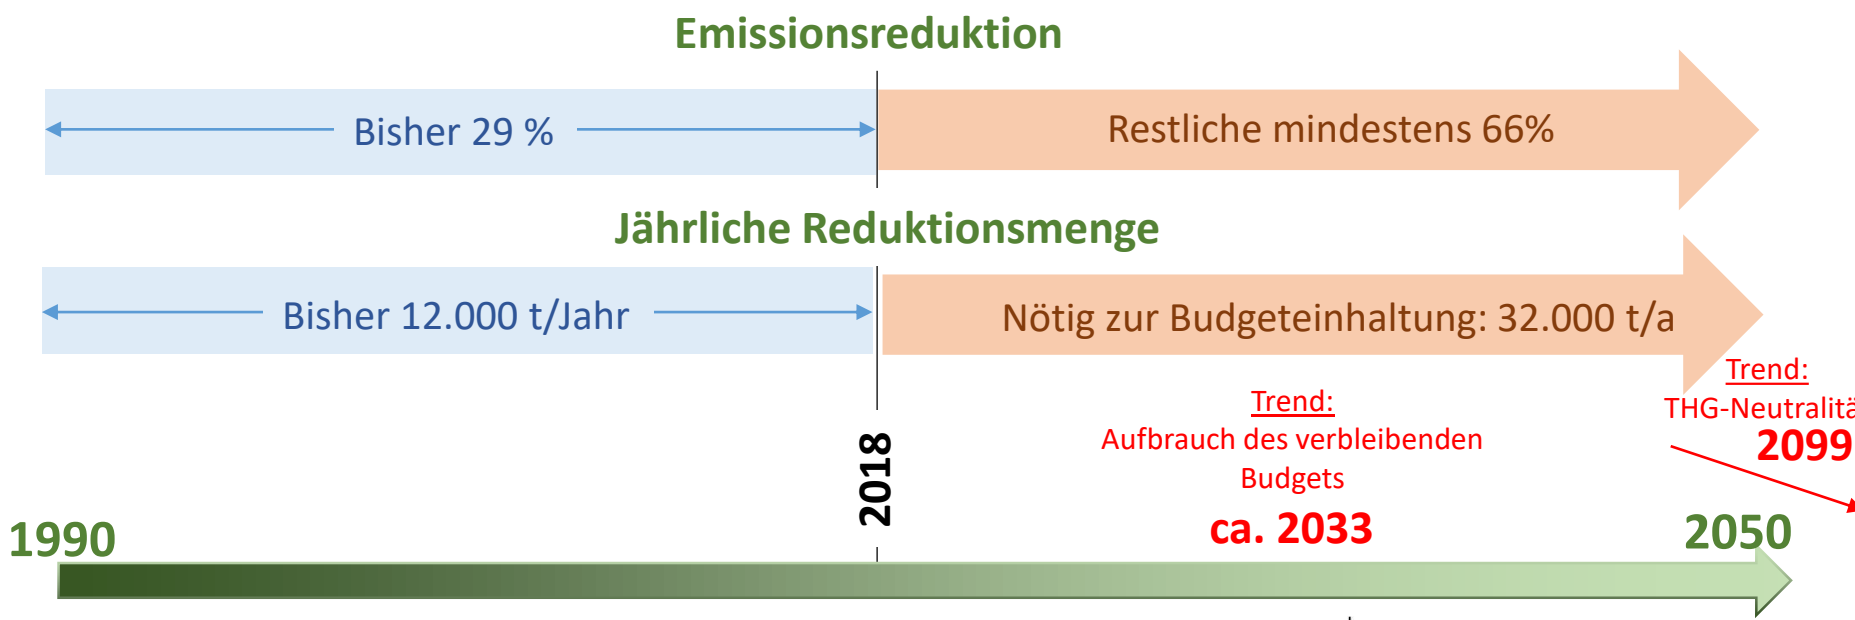 Emissionsreduktion
Bisher 29 %
Restliche mindestens 66%
Jährliche Reduktionsmenge
Bisher 12.000 t/Jahr
Nötig zur Budgeteinhaltung: 32.000 t/a
Trend:
THG-Neutralitä
2099
Trend:
Aufbrauch des verbleibenden
Budgets
ca. 2033
2018
1990
2050